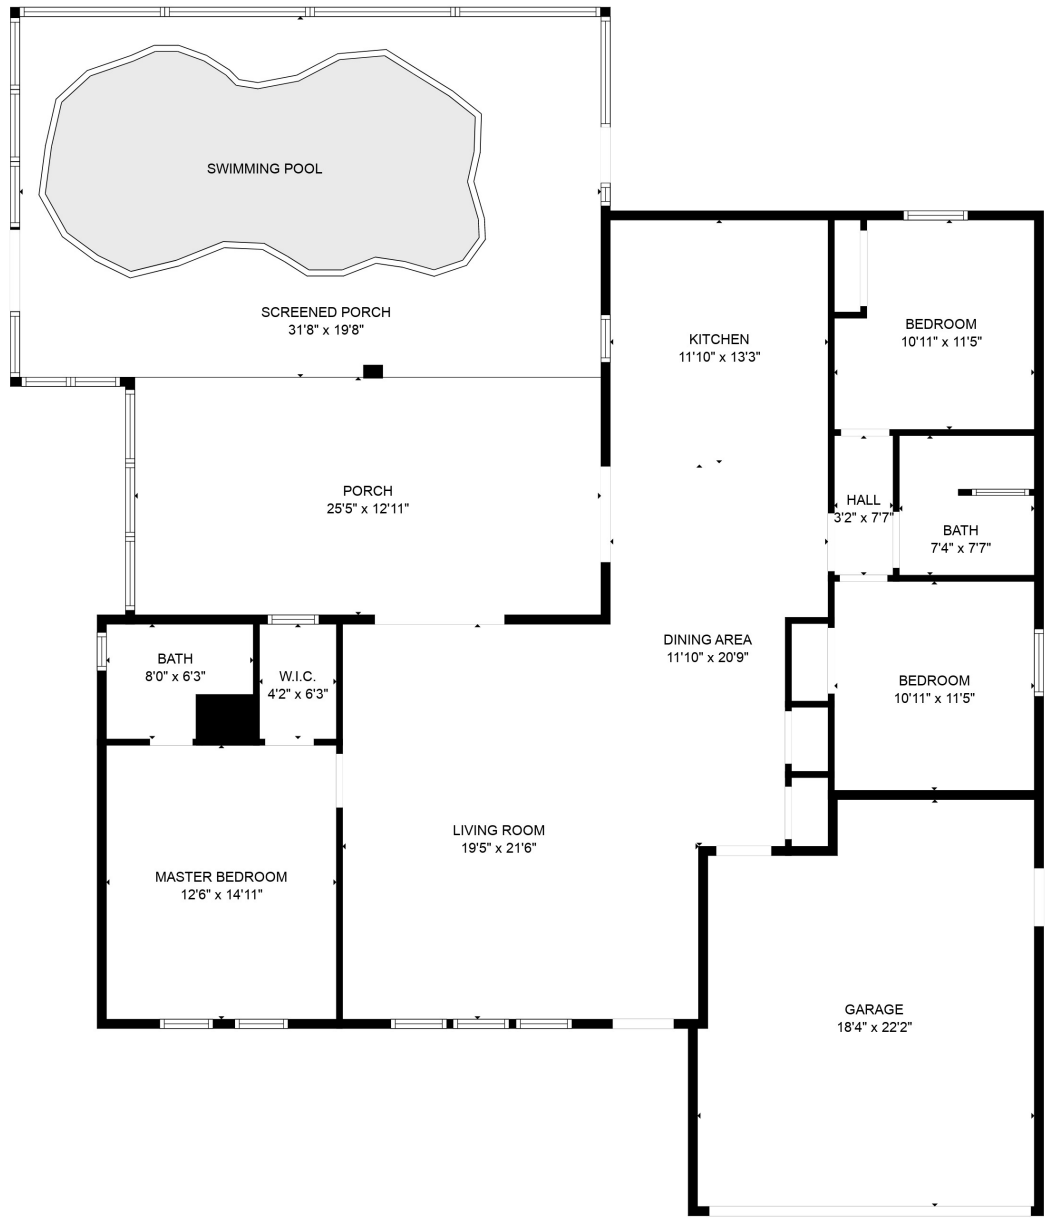 SWIMMING POOL
SCREENED PORCH
31'8" x 19'8"
KITCHEN
11'10" x 13'3"
BEDROOM
10'11" x 11'5"
PORCH
25'5" x 12'11"
HALL
3'2" x 7'7"
BATH
7'4" x 7'7"
DINING AREA
11'10" x 20'9"
BATH
8'0" x 6'3"
W.I.C.
4'2" x 6'3"
BEDROOM
10'11" x 11'5"
LIVING ROOM
19'5" x 21'6"
MASTER BEDROOM
12'6" x 14'11"
GARAGE
18'4" x 22'2"